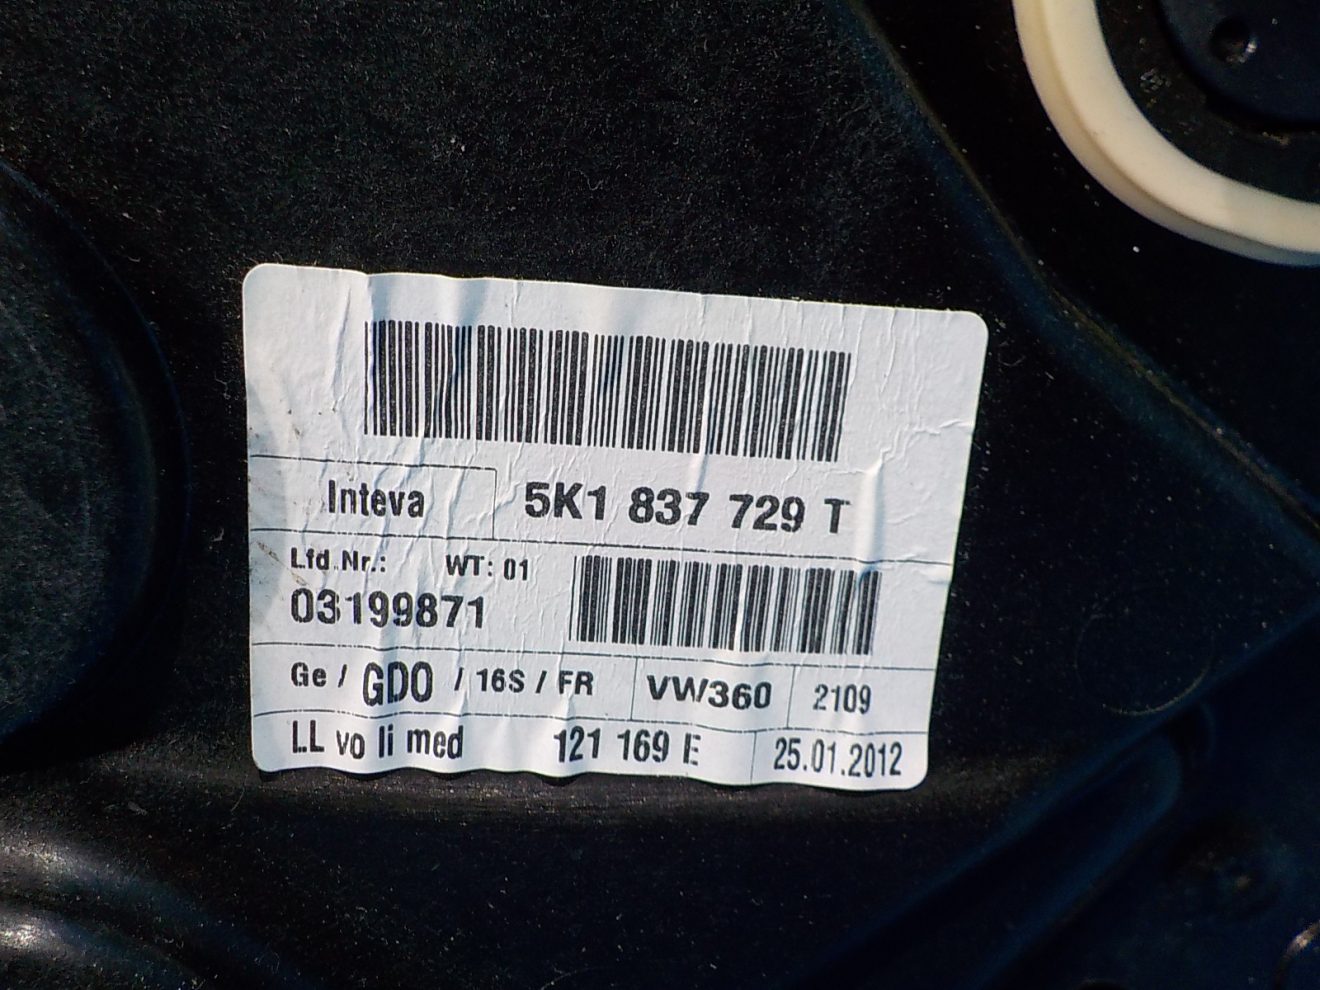 Inteva 5K1 837 729 T
Lfd.Nr.: WT: 01
03199871
Ge / GDO / 16S / FR VW360 2109
LL vo li med 121 169 E 25.01.2012